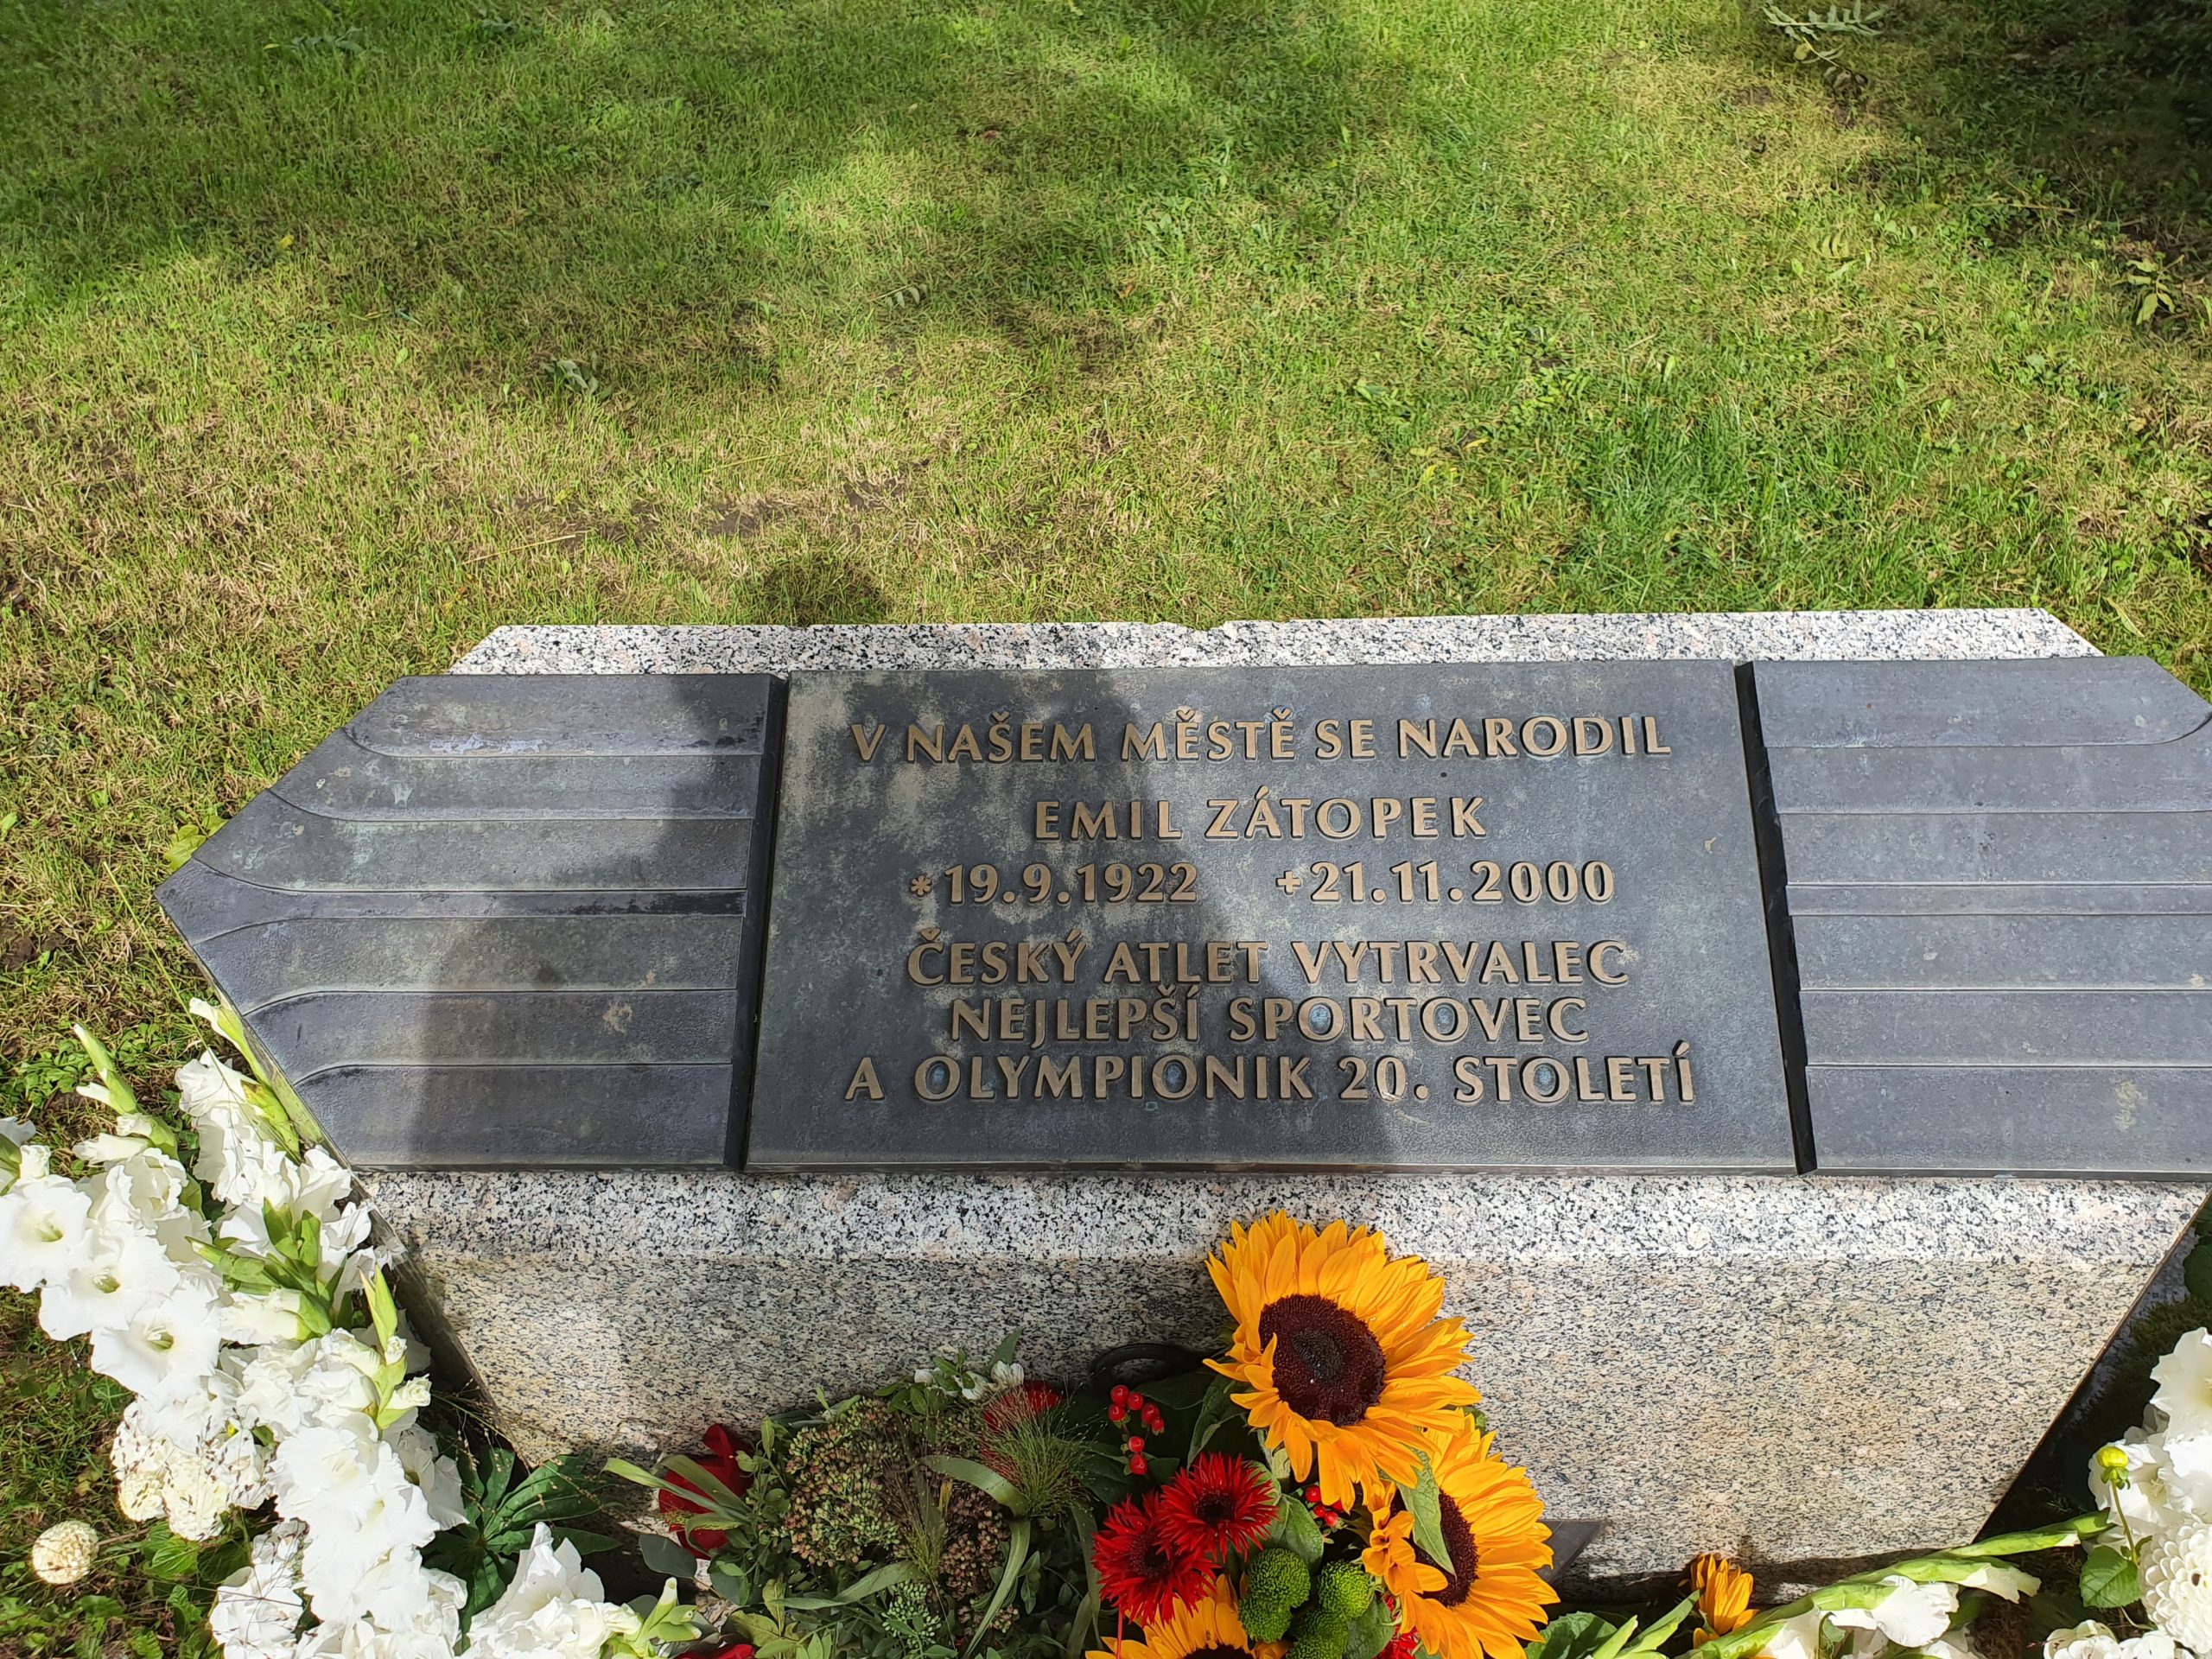 V NAŠEM MĚSTĚ SE NARODIL
EMIL ZÁTOPEK
*19.9.1922 +21.11.2000
ČESKÝ ATLET VYTRVALEC
NEJLEPŠÍ SPORTOVEC
A OLYMPIONIK 20. STOLETÍ